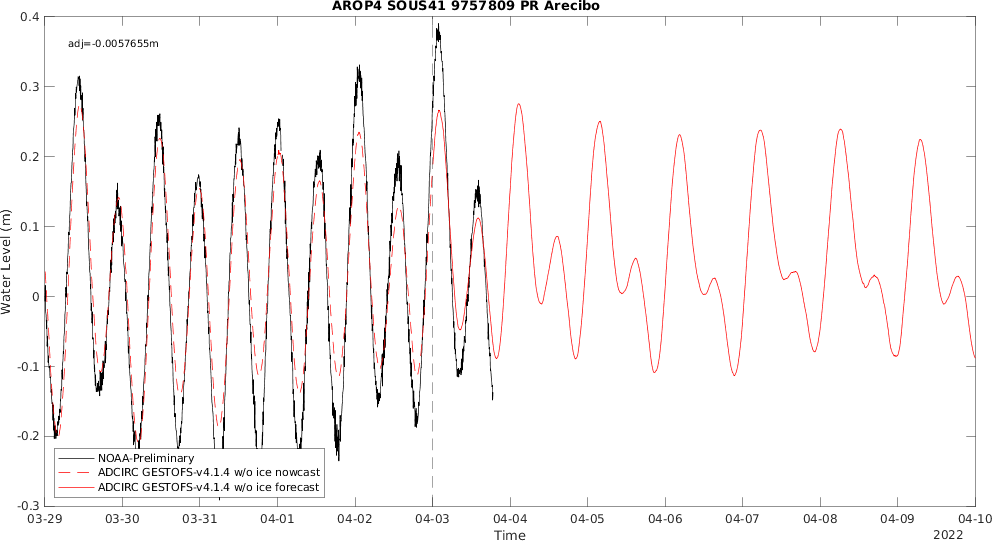 AROP4 SOUS41 9757809 PR Arecibo
adj=-0.0057655m
0.4
0.3
0.2
0.1
0
-0.1
-0.2
-0.3
Water Level (m)
NOAA-Preliminary
ADCIRC GESTOFS-v4.1.4 w/o ice nowcast
ADCIRC GESTOFS-v4.1.4 w/o ice forecast
03-29 03-30 03-31 04-01 04-02 04-03 04-04 04-05 04-06 04-07 04-08 04-09 04-10
Time
2022